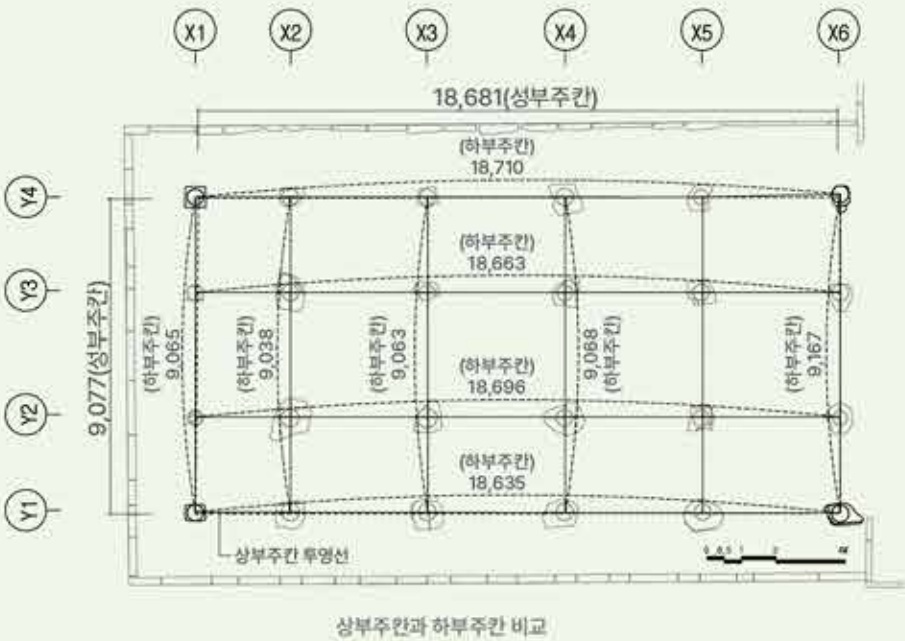 X1 X2 X3 X4 X5 X6
18,681(성부주칸)
(하부주칸)
18,710
Y4
(하부주칸)
18,663
Y3
9,077(성부주칸)
(하부주칸)
9,065
(하부주칸)
9,038
(하부주칸)
9,063
9,068
(하부주칸)
(하부주칸)
9,167
(하부주칸)
18,696
Y2
(하부주칸)
18,635
Y1
상부주칸 투영선
상부주칸과 하부주칸 비교